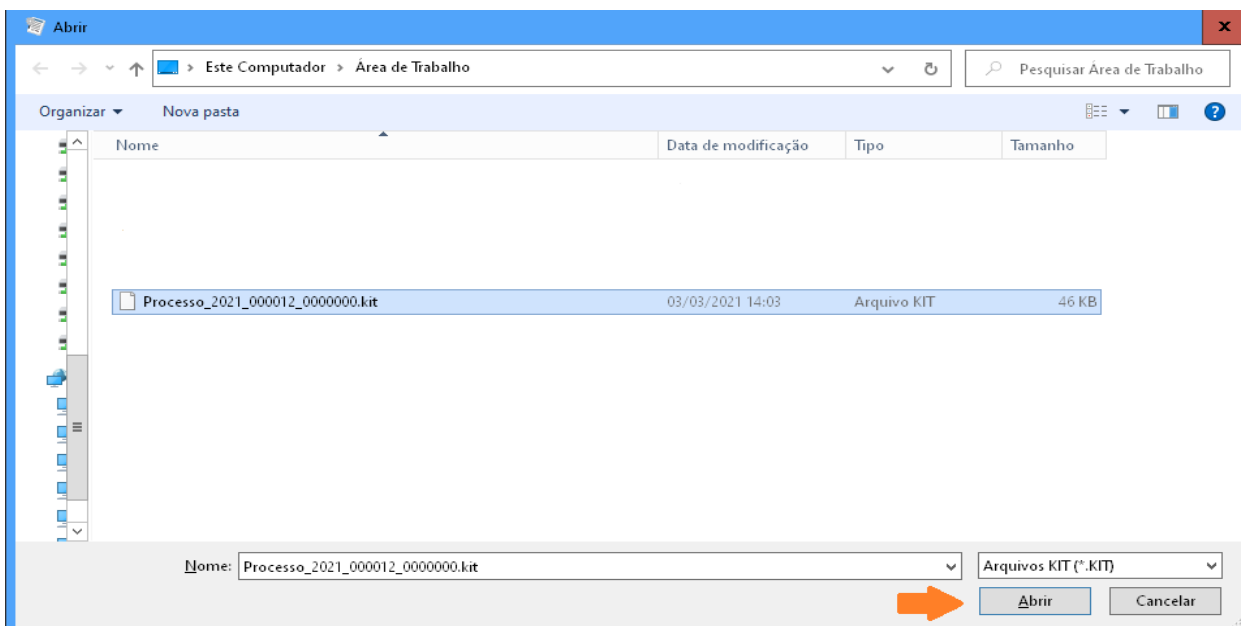 Abrir
Este Computador > Área de Trabalho
Pesquisar Área de Trabalho
Organizar Nova pasta
Nome Data de modificação Tipo Tamanho
Processo_2021_000012_0000000.kit 03/03/2021 14:03 Arquivo KIT 46 KB
Nome: Processo_2021_000012_0000000.kit Arquivos KIT (*.KIT)
Abrir Cancelar